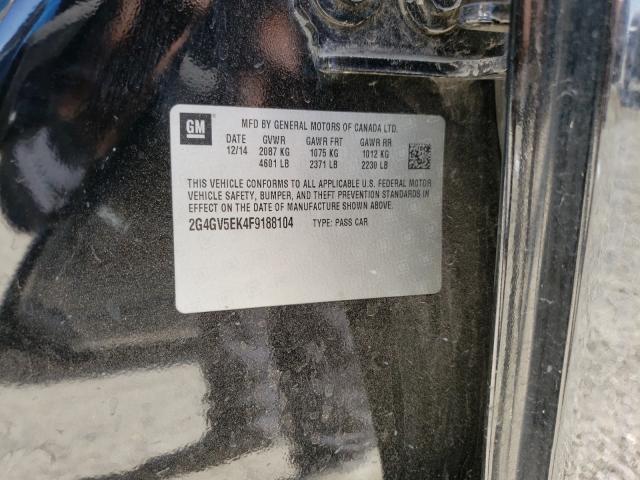 GM
MFD BY GENERAL MOTORS OF CANADA LTD.
DATE GVWR GAWR FRT GAWR RR
12/14 2087 KG 1075 KG 1012 KG
4601 LB 2371 LB 2230 LB
THIS VEHICLE CONFORMS TO ALL APPLICABLE U.S. FEDERAL MOTOR
VEHICLE SAFETY, BUMPER, AND THEFT PREVENTION STANDARDS IN
EFFECT ON THE DATE OF MANUFACTURE SHOWN ABOVE.
2G4GV5EK4F9188104 TYPE: PASS CAR